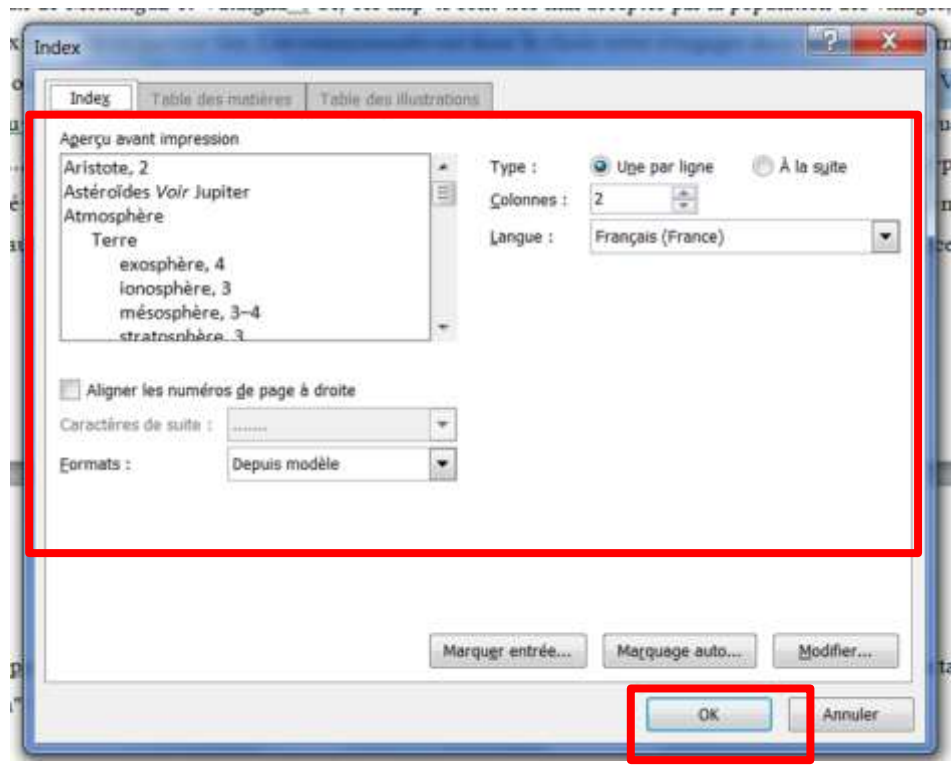 Index
Index Table des matières Table des illustrations
Aperçu avant impression
Aristote, 2
Astéroïdes Voir Jupiter
Atmosphère
Terre
exosphère, 4
ionosphère, 3
mésosphère, 3–4
stratosphère, 3
Type : Une par ligne À la suite
Colonnes : 2
Langue : Français (France)
Aligner les numéros de page à droite
Caractères de suite : .......
Formats : Depuis modèle
Marquer entrée... Marquage auto... Modifier...
OK Annuler